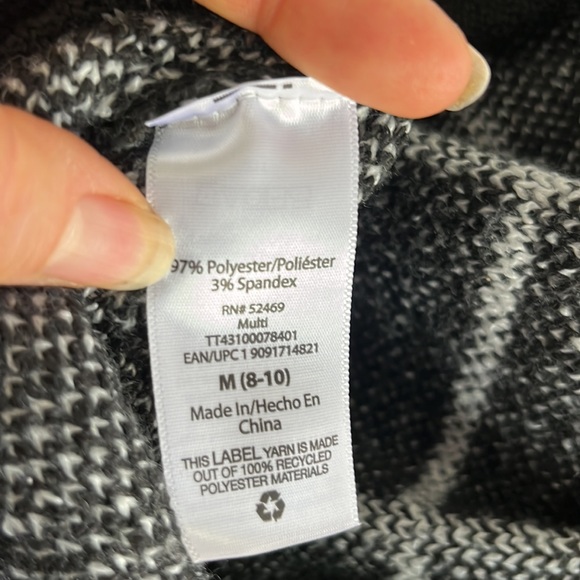 97% Polyester/Poliéster
3% Spandex
RN# 52469
Multi
TT43100078401
EAN/UPC 1 9091714821
M (8-10)
Made In/Hecho En
China
THIS LABEL YARN IS MADE
OUT OF 100% RECYCLED
POLYESTER MATERIALS